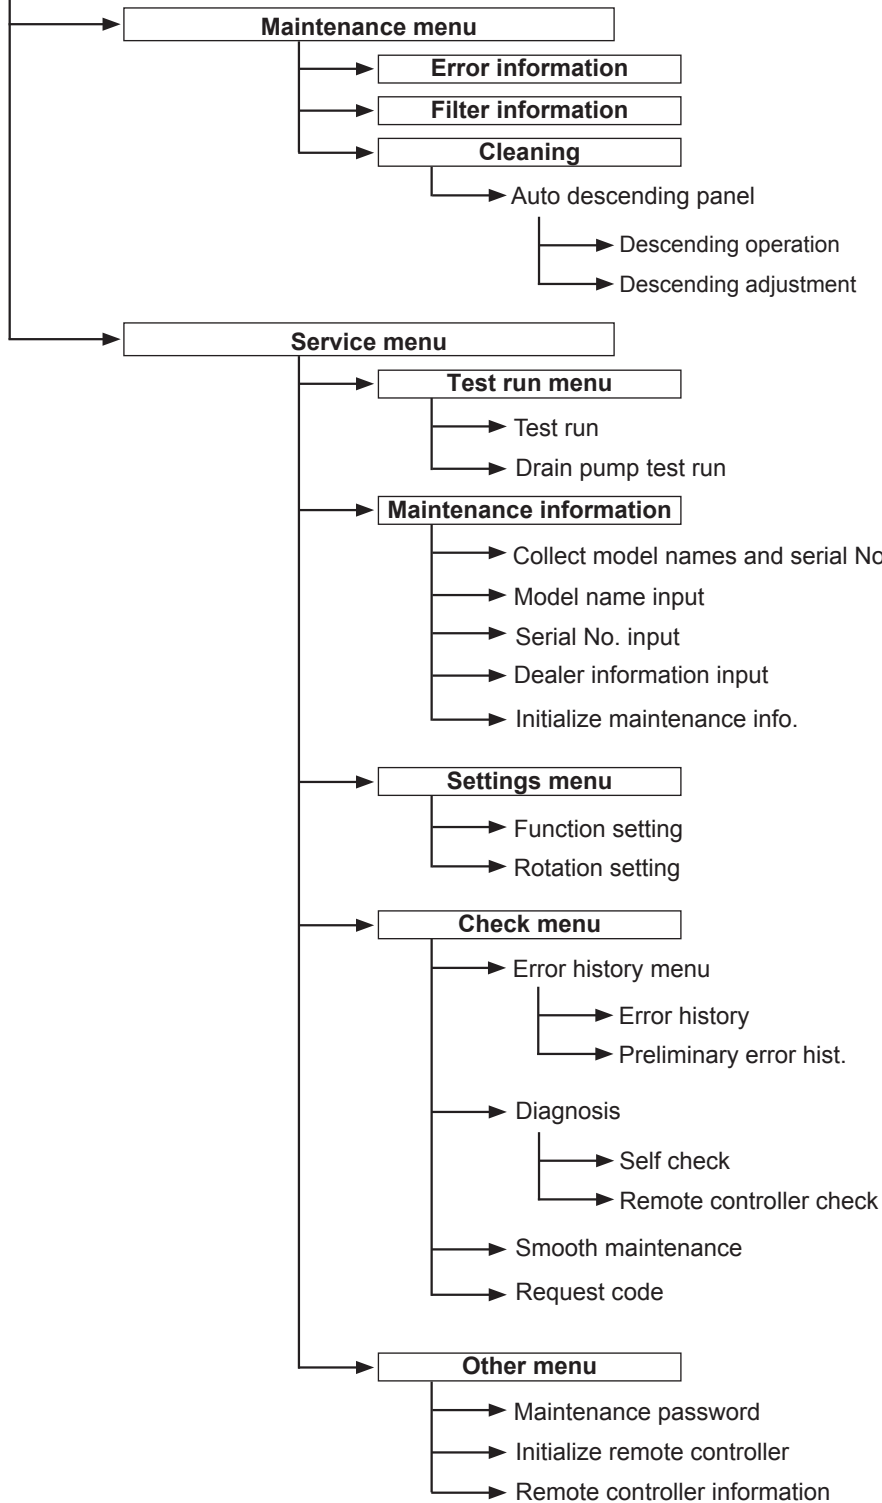 Maintenance menu
Error information
Filter information
Cleaning
Auto descending panel
Descending operation
Descending adjustment
Service menu
Test run menu
Test run
Drain pump test run
Maintenance information
Collect model names and serial No
Model name input
Serial No. input
Dealer information input
Initialize maintenance info.
Settings menu
Function setting
Rotation setting
Check menu
Error history menu
Error history
Preliminary error hist.
Diagnosis
Self check
Remote controller check
Smooth maintenance
Request code
Other menu
Maintenance password
Initialize remote controller
Remote controller information